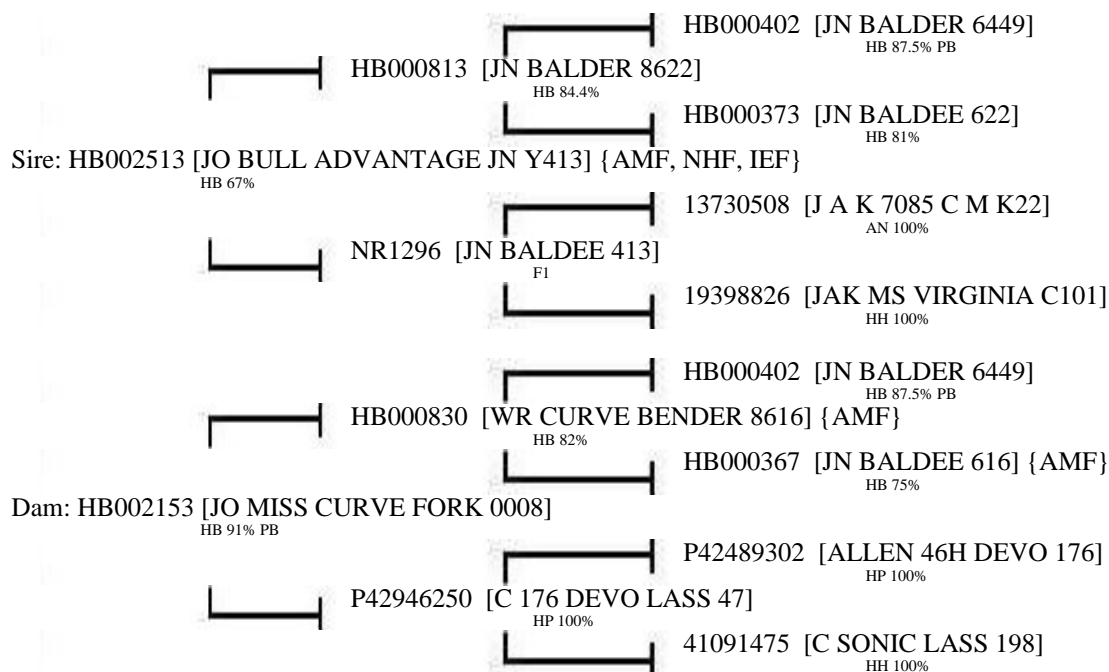 HB000402 [JN BALDER 6449]
HB 87.5% PB
HB000813 [JN BALDER 8622]
HB 84.4%
HB000373 [JN BALDEE 622]
HB 81%
Sire: HB002513 [JO BULL ADVANTAGE JN Y413] {AMF, NHF, IEF}
HB 67%
13730508 [J A K 7085 C M K22]
AN 100%
NR1296 [JN BALDEE 413]
F1
19398826 [JAK MS VIRGINIA C101]
HH 100%
HB000402 [JN BALDER 6449]
HB 87.5% PB
HB000830 [WR CURVE BENDER 8616] {AMF}
HB 82%
HB000367 [JN BALDEE 616] {AMF}
HB 75%
Dam: HB002153 [JO MISS CURVE FORK 0008]
HB 91% PB
P42489302 [ALLEN 46H DEVO 176]
HP 100%
P42946250 [C 176 DEVO LASS 47]
HP 100%
41091475 [C SONIC LASS 198]
HH 100%